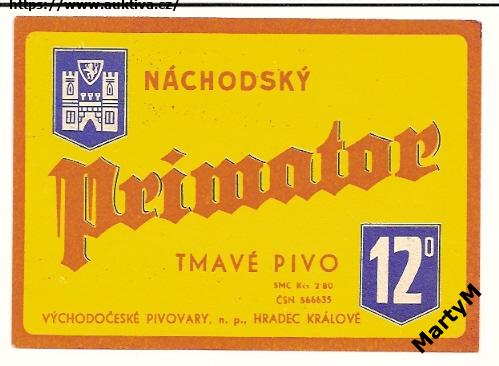 https://www.auktiva.cz/
NÁCHODSKÝ
Primator
TMAVÉ PIVO
SMC Kčs 2·80
ČSN 566635
12°
VÝCHODOČESKÉ PIVOVARY, n. p., HRADEC KRÁLOVÉ
MartyM